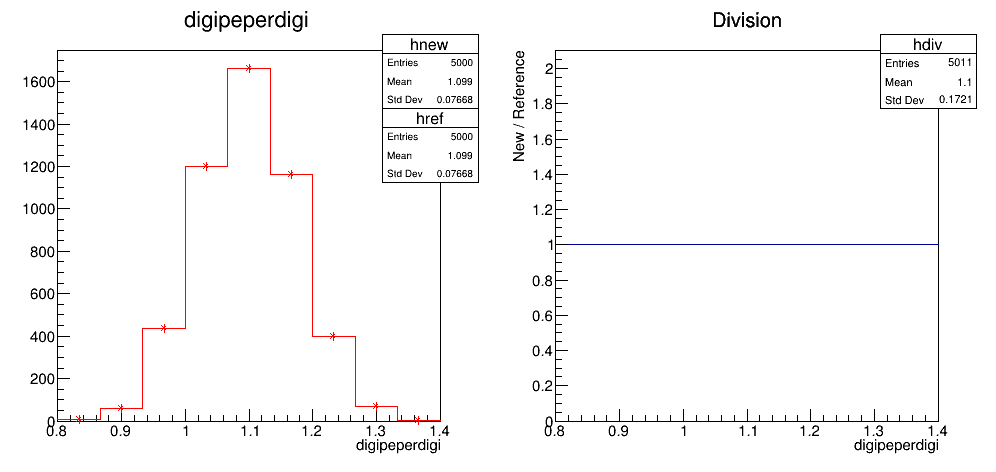 digipeperdigi
hnew
Entries 5000
Mean 1.099
Std Dev 0.07668
href
Entries 5000
Mean 1.099
Std Dev 0.07668
1600
1400
1200
1000
800
600
400
200
0
0.8 0.9 1 1.1 1.2 1.3 1.4
digipeperdigi
Division
hdiv
Entries 5011
Mean 1.1
Std Dev 0.1721
New / Reference
2
1.8
1.6
1.4
1.2
1
0.8
0.6
0.4
0.2
0
0.8 0.9 1 1.1 1.2 1.3 1.4
digipeperdigi